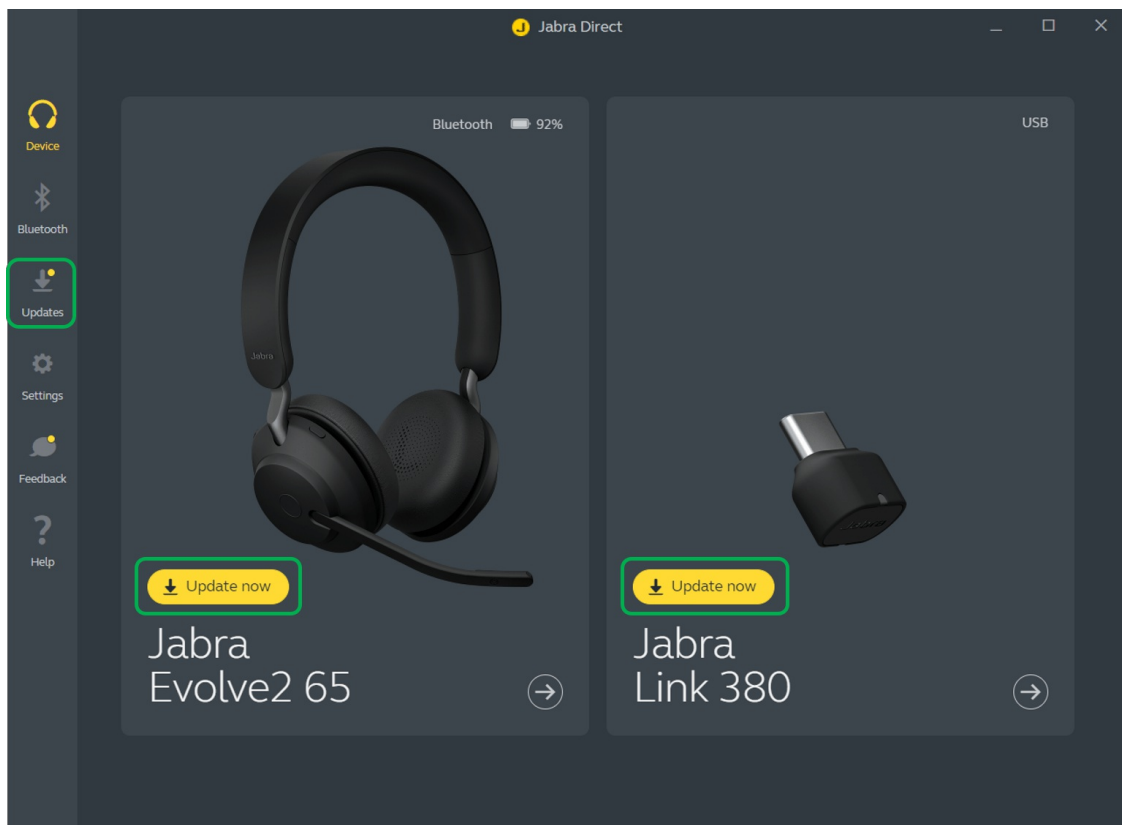 Jabra Direct
Device
Bluetooth
Updates
Settings
Feedback
Help
Bluetooth 92%
Jabra
Update now
Jabra
Evolve2 65
USB
Update now
Jabra
Link 380